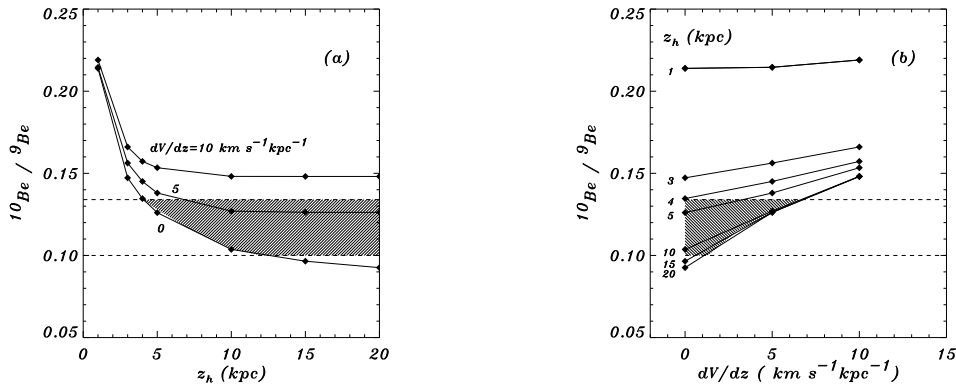 0.25
0.20
0.15
0.10
0.05
¹⁰Be / ⁹Be
(a)
dV/dz=10 km s⁻¹kpc⁻¹
5
0
0 5 10 15 20
z_h (kpc)
0.25
0.20
0.15
0.10
0.05
¹⁰Be / ⁹Be
z_h (kpc)
(b)
1
3
4
5
10
15
20
0 5 10 15
dV/dz ( km s⁻¹kpc⁻¹)